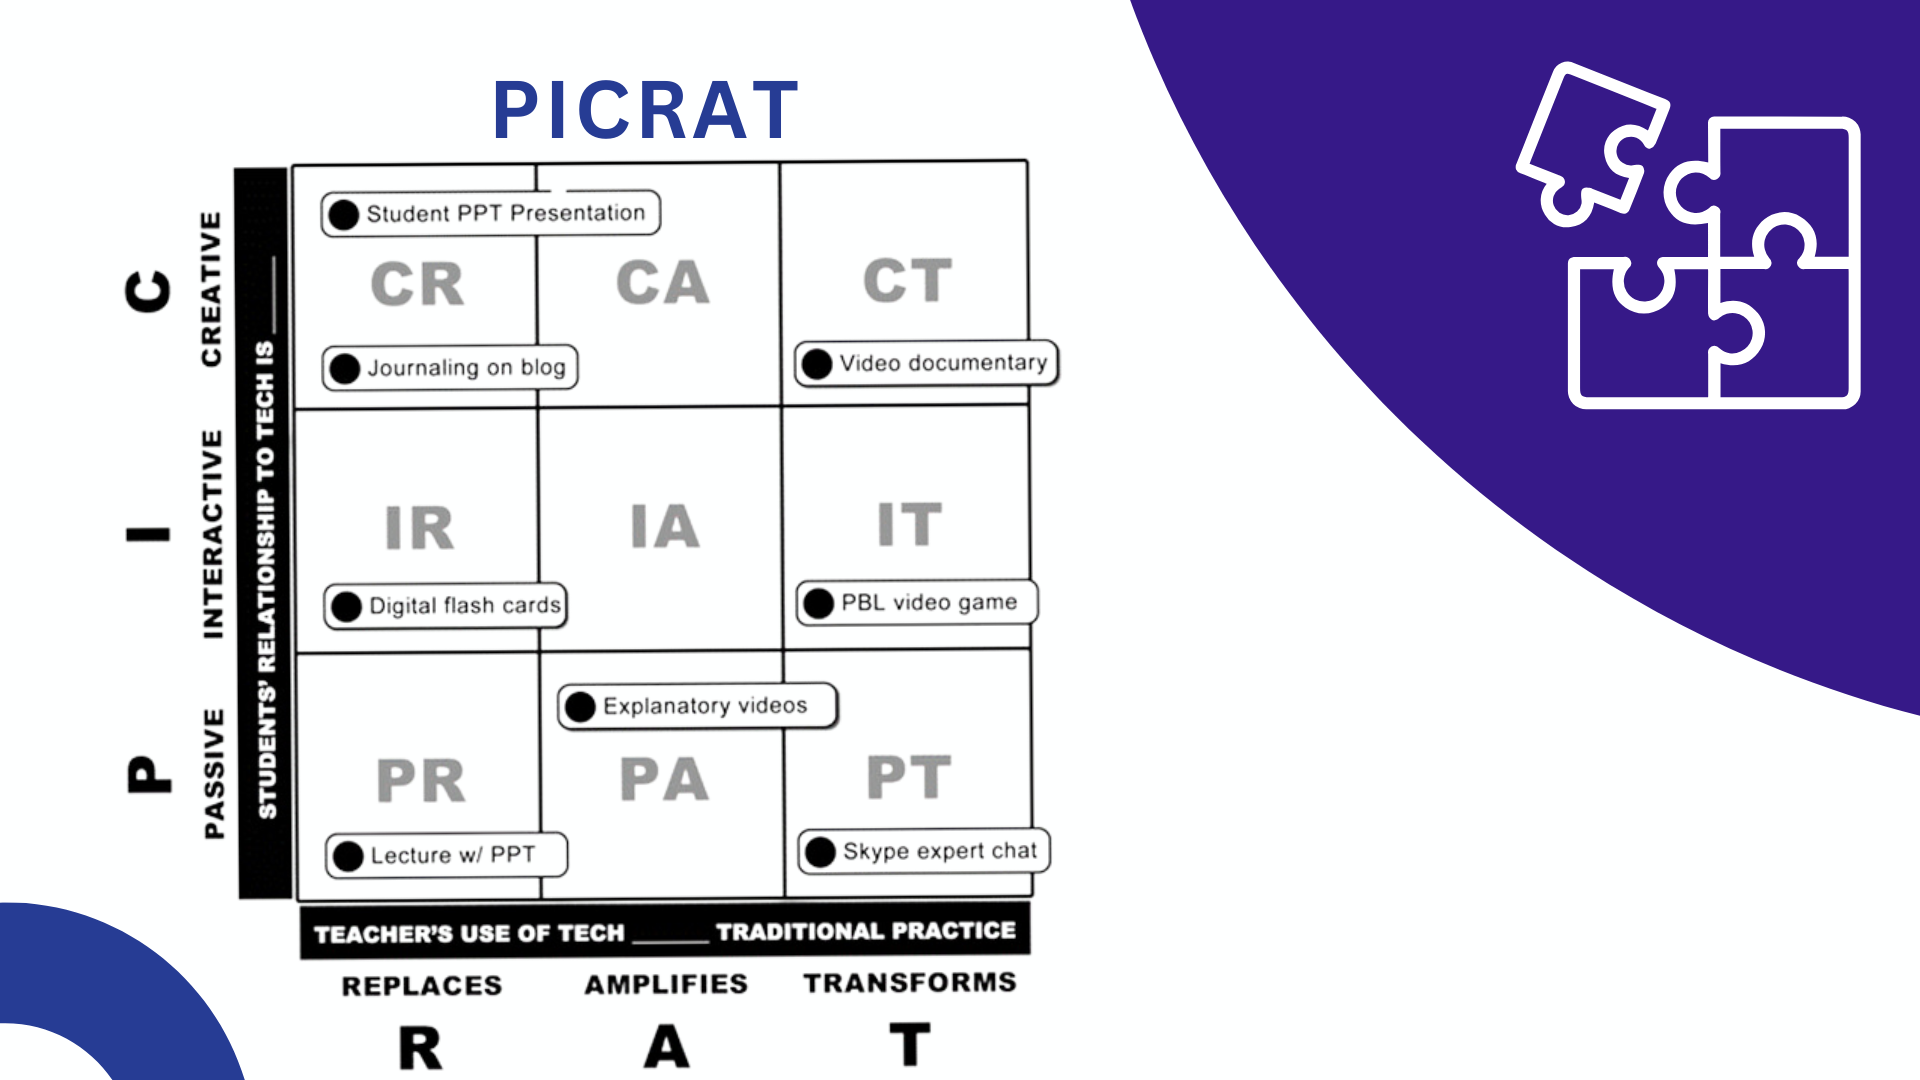 PICRAT
C
CREATIVE
I
INTERACTIVE
P
PASSIVE
STUDENTS' RELATIONSHIP TO TECH IS ____
Student PPT Presentation
CR
CA
CT
Journaling on blog
Video documentary
IR
IA
IT
Digital flash cards
PBL video game
Explanatory videos
PR
PA
PT
Lecture w/ PPT
Skype expert chat
TEACHER'S USE OF TECH ____ TRADITIONAL PRACTICE
REPLACES
AMPLIFIES
TRANSFORMS
R
A
T